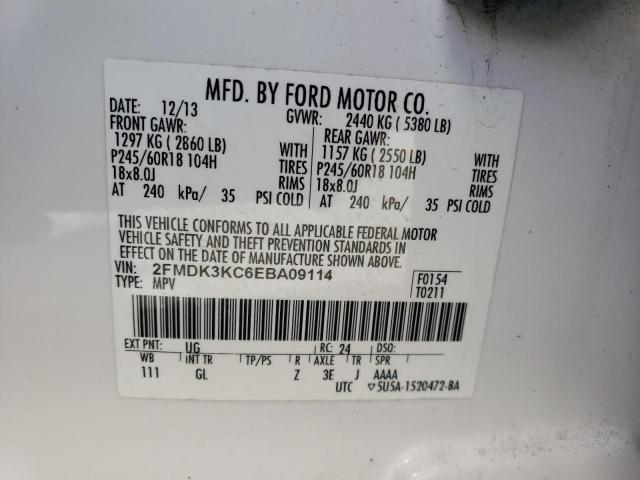 MFD. BY FORD MOTOR CO.
DATE: 12/13 GVWR: 2440 KG ( 5380 LB)
FRONT GAWR: REAR GAWR:
1297 KG ( 2860 LB) WITH 1157 KG ( 2550 LB) WITH
P245/60R18 104H TIRES P245/60R18 104H TIRES
18x8.0J RIMS 18x8.0J RIMS
AT 240 kPa/ 35 PSI COLD AT 240 kPa/ 35 PSI COLD
THIS VEHICLE CONFORMS TO ALL APPLICABLE FEDERAL MOTOR
VEHICLE SAFETY AND THEFT PREVENTION STANDARDS IN
EFFECT ON THE DATE OF MANUFACTURE SHOWN ABOVE.
VIN: 2FMDK3KC6EBA09114 F0154
TYPE: MPV T0211
EXT PNT: UG RC: 24 DSO:
WB INT TR TP/PS R AXLE TR SPR
111 GL Z 3E J AAAA
UTC ▽5U5A-1520472-BA